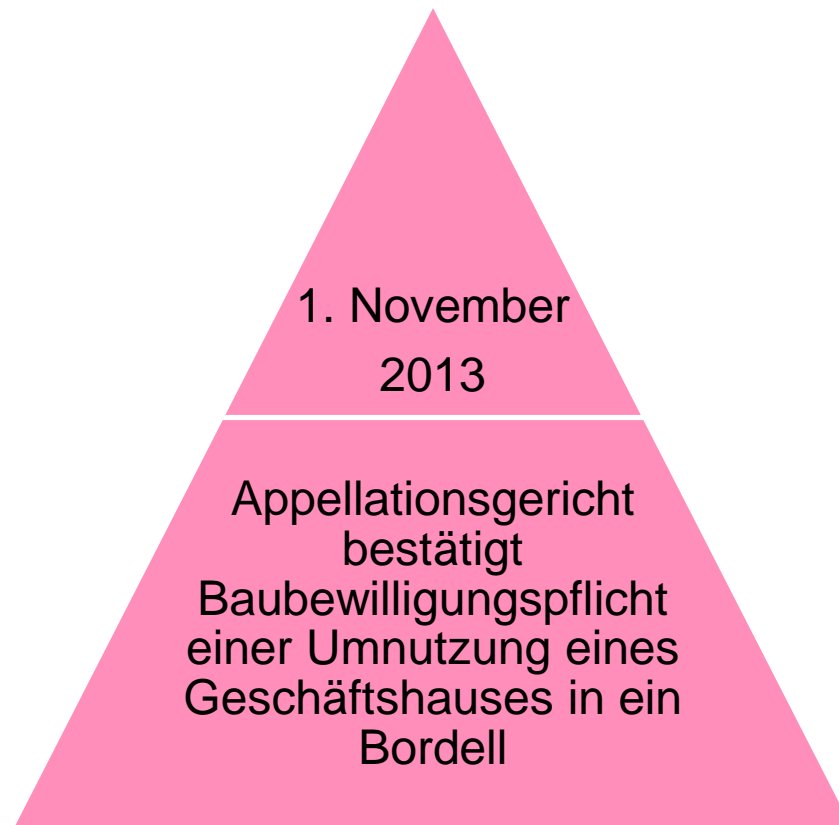 1. November
2013
Appellationsgericht
bestätigt
Baubewilligungspflicht
einer Umnutzung eines
Geschäftshauses in ein
Bordell